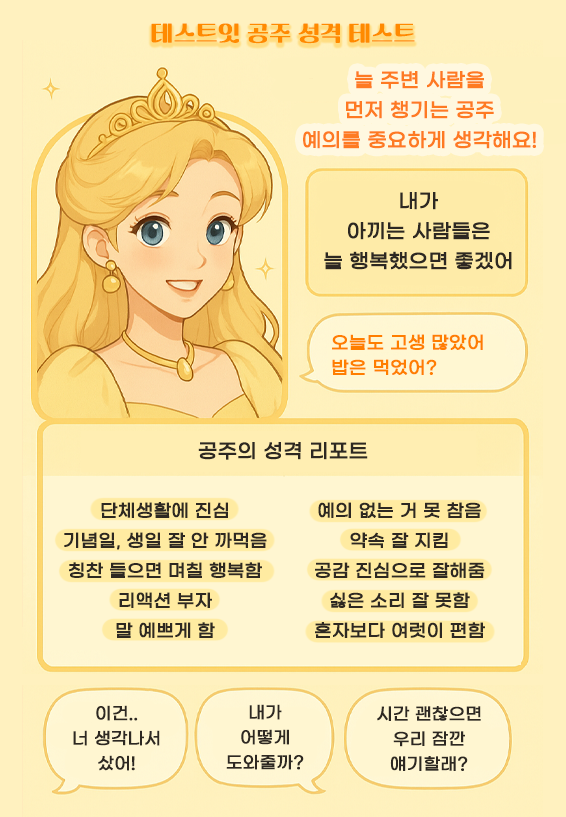 테스트잇 공주 성격 테스트
늘 주변 사람을
먼저 챙기는 공주
예의를 중요하게 생각해요!
내가
아끼는 사람들은
늘 행복했으면 좋겠어
오늘도 고생 많았어
밥은 먹었어?
공주의 성격 리포트
단체생활에 진심
기념일, 생일 잘 안 까먹음
칭찬 들으면 며칠 행복함
리액션 부자
말 예쁘게 함
예의 없는 거 못 참음
약속 잘 지킴
공감 진심으로 잘해줌
싫은 소리 잘 못함
혼자보다 여럿이 편함
이건..
너 생각나서
샀어!
내가
어떻게
도와줄까?
시간 괜찮으면
우리 잠깐
얘기할래?